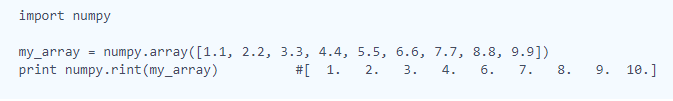 import numpy
my_array = numpy.array([1.1, 2.2, 3.3, 4.4, 5.5, 6.6, 7.7, 8.8, 9.9])
print numpy.rint(my_array)          #[  1.   2.   3.   4.   6.   7.   8.   9.  10.]